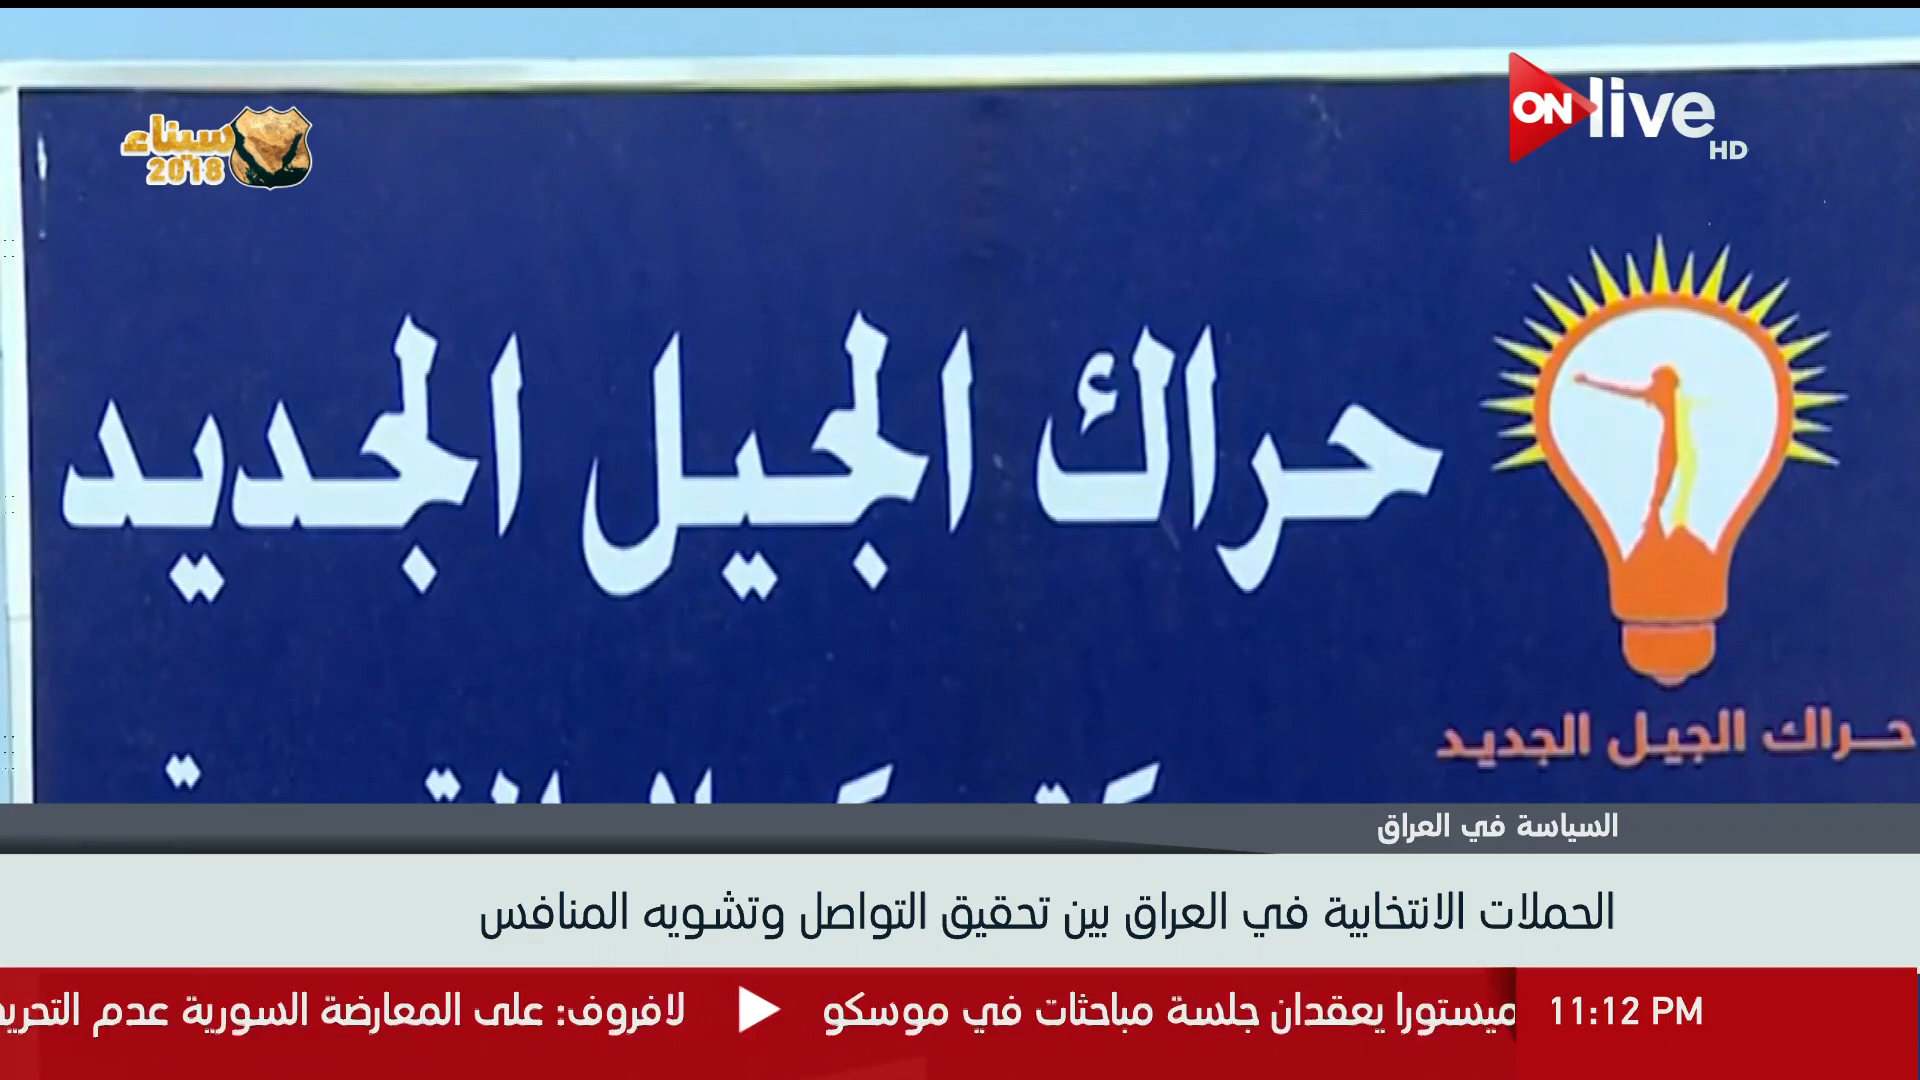 سيناء
2018
ON live
HD
حراك الجيل الجديد
حراك الجيل الجديد
السياسة في العراق
الحملات الانتخابية في العراق بين تحقيق التواصل وتشويه المنافس
ميستورا يعقدان جلسة مباحثات في موسكو
لافروف: على المعارضة السورية عدم
11:12 PM